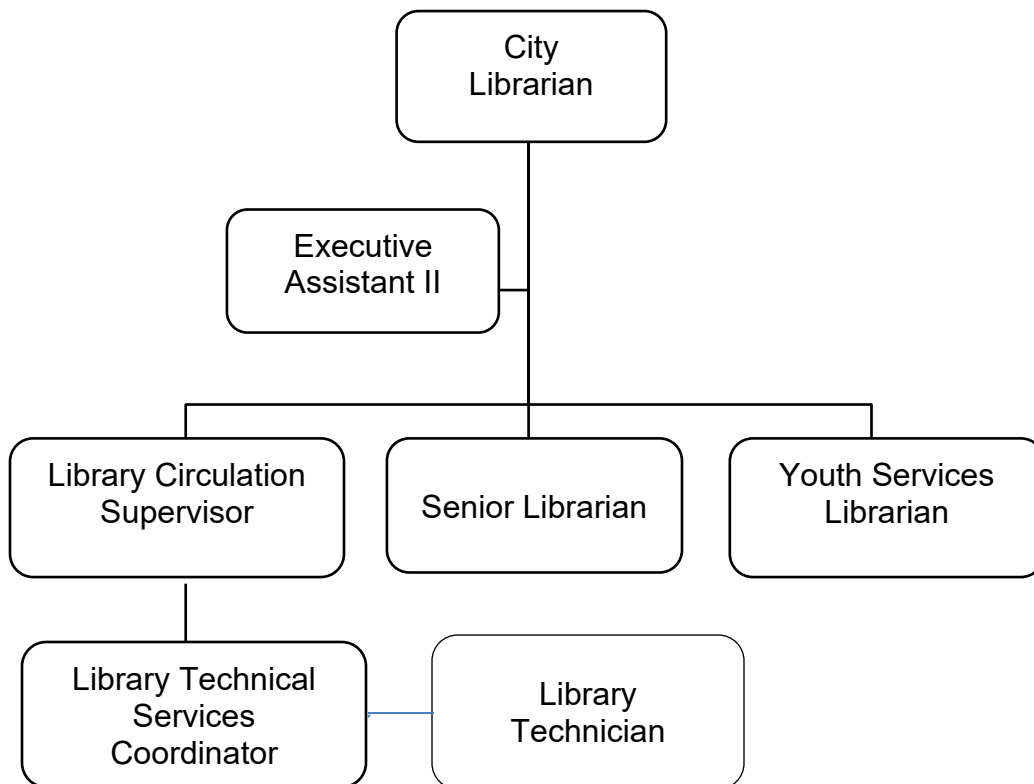 City
Librarian
Executive
Assistant II
Library Circulation
Supervisor
Senior Librarian
Youth Services
Librarian
Library Technical
Services
Coordinator
Library
Technician